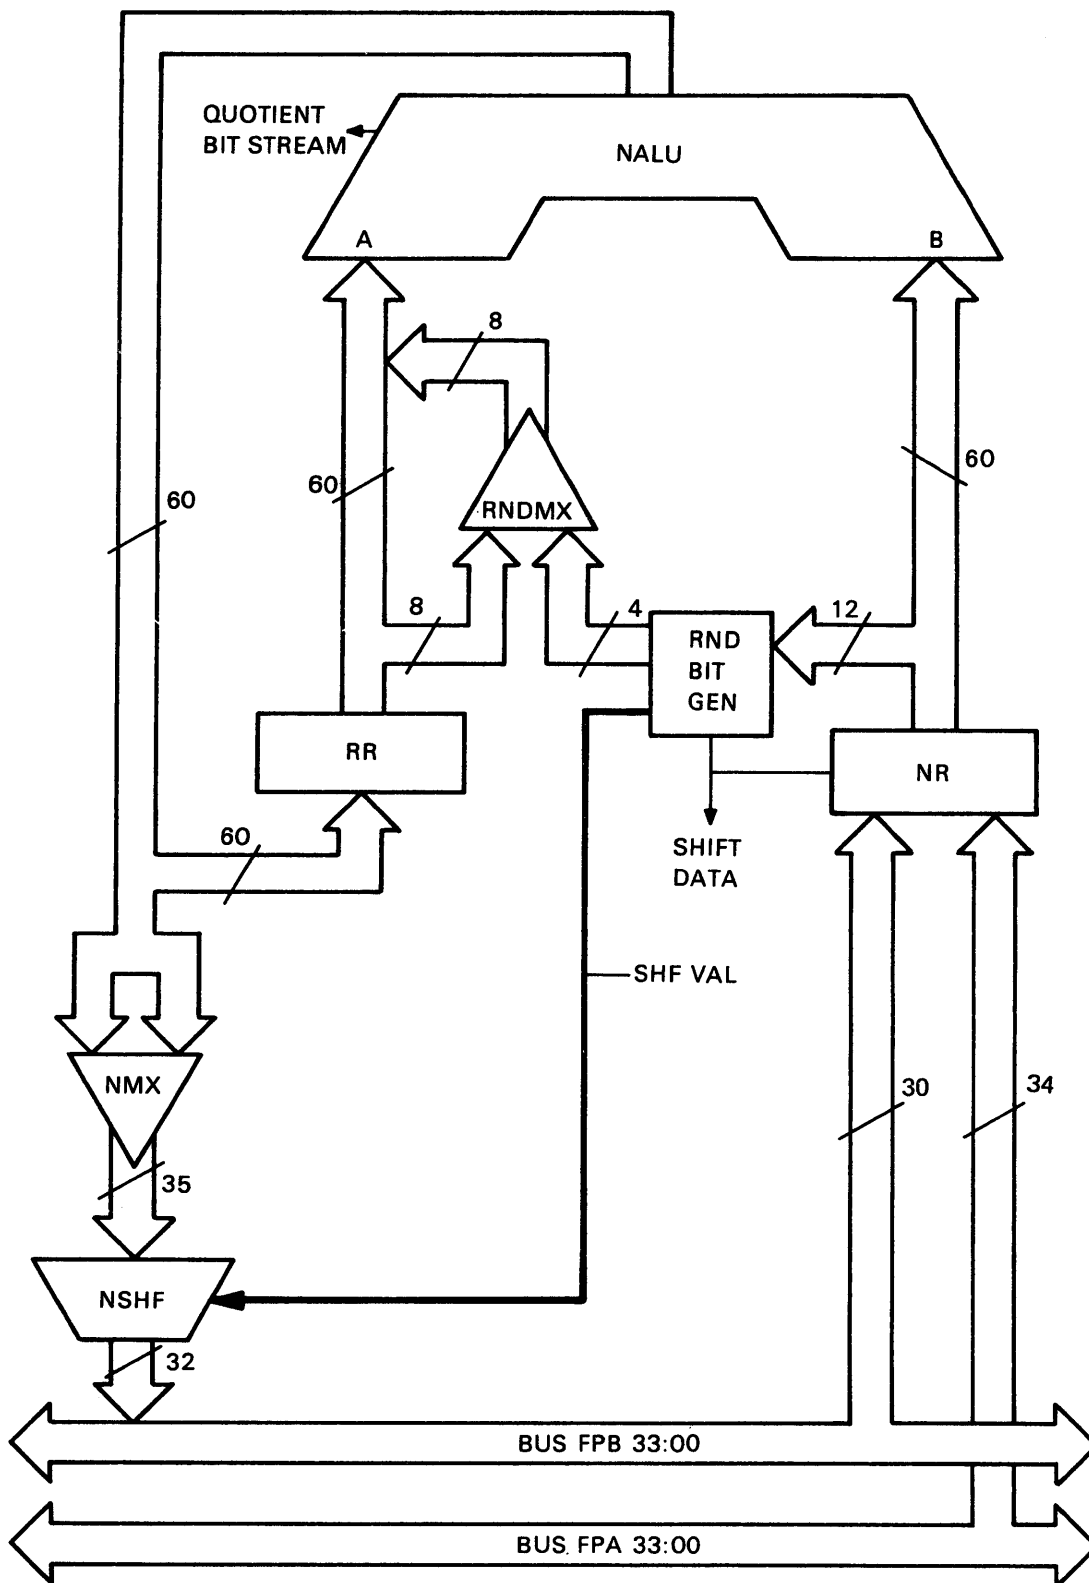 QUOTIENT
BIT STREAM
NALU
A
B
8
60
60
60
RNDMX
8
4
12
RND
BIT
GEN
RR
NR
60
SHIFT
DATA
SHF VAL
NMX
30
34
35
NSHF
32
BUS FPB 33:00
BUS FPA 33:00